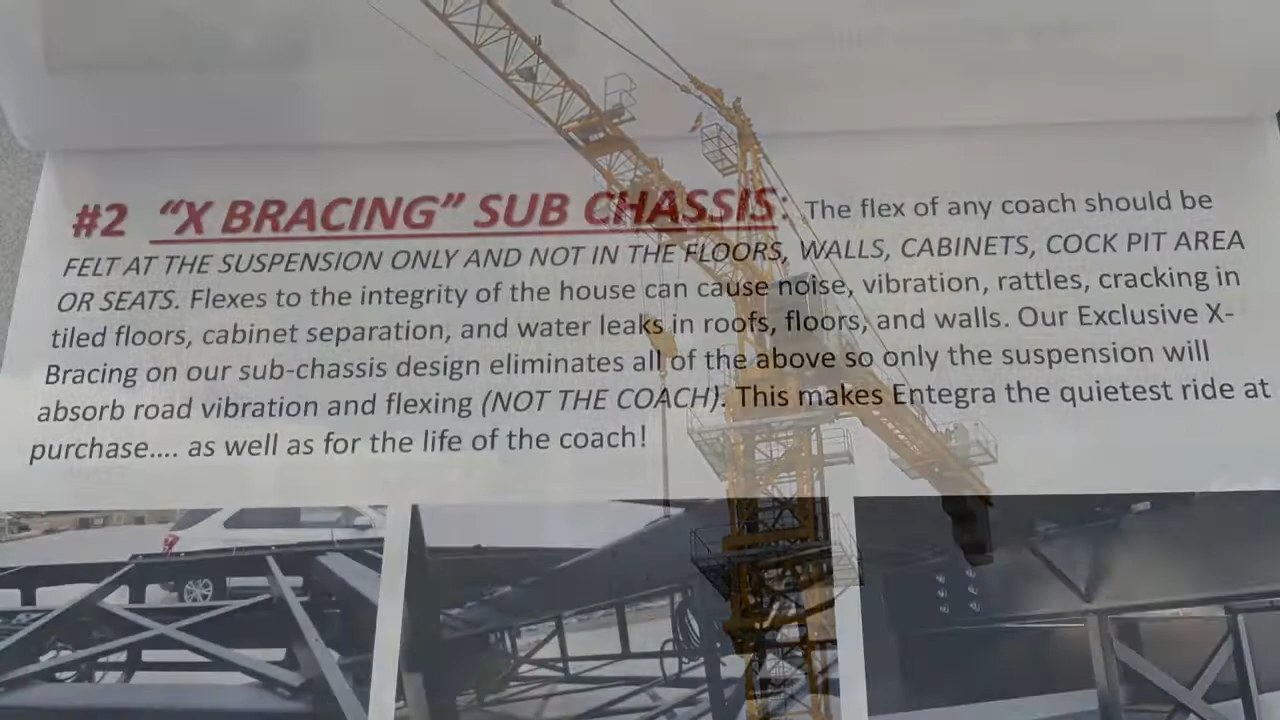 #2 “X BRACING” SUB CHASSIS: The flex of any coach should be
FELT AT THE SUSPENSION ONLY AND NOT IN THE FLOORS, WALLS, CABINETS, COCK PIT AREA
OR SEATS. Flexes to the integrity of the house can cause noise, vibration, rattles, cracking in
tiled floors, cabinet separation, and water leaks in roofs, floors, and walls. Our Exclusive X-
Bracing on our sub-chassis design eliminates all of the above so only the suspension will
absorb road vibration and flexing (NOT THE COACH). This makes Entegra the quietest ride at
purchase.... as well as for the life of the coach!